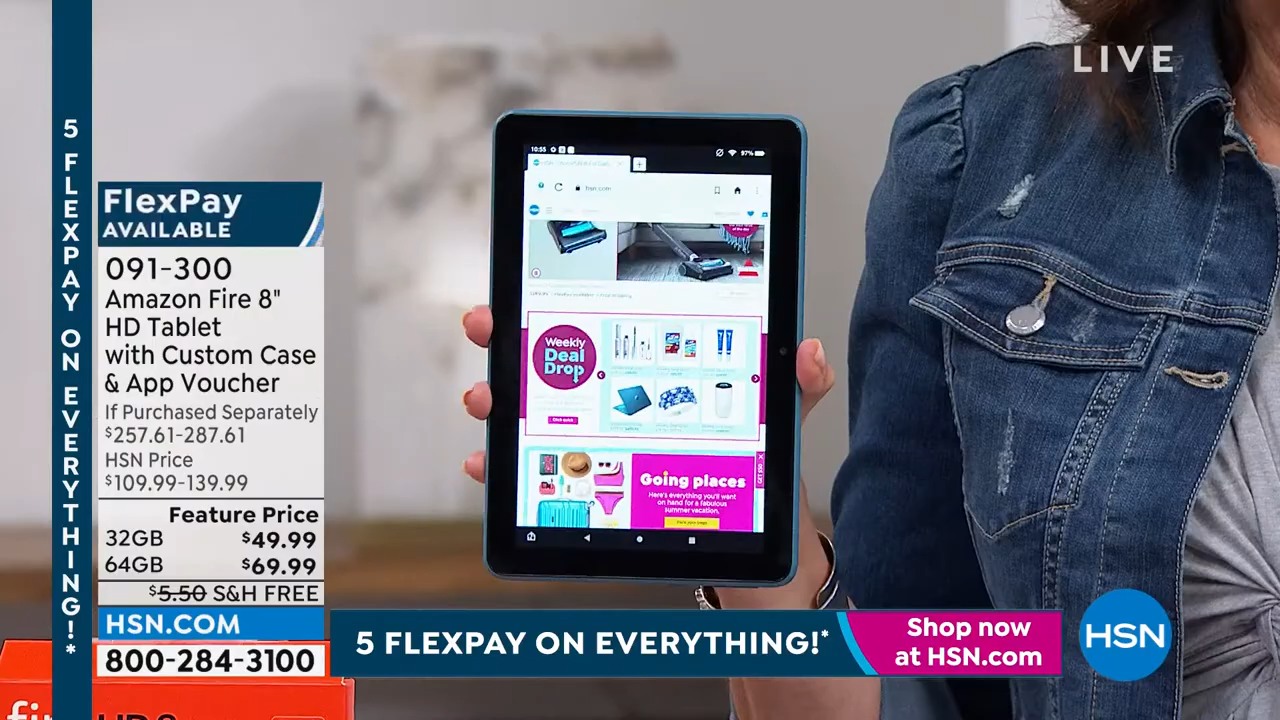 LIVE
5 FLEXPAY ON EVERYTHING!*
FlexPay
AVAILABLE
091-300
Amazon Fire 8"
HD Tablet
with Custom Case
& App Voucher
If Purchased Separately
$257.61-287.61
HSN Price
$109.99-139.99
Feature Price
32GB $49.99
64GB $69.99
$5.50 S&H FREE
HSN.COM
800-284-3100
10:55
97%
hsn.com
Weekly
Deal
Drop
Going places
Here's everything you'll want
on hand for a fabulous
summer vacation.
GET $50
5 FLEXPAY ON EVERYTHING!*
Shop now
at HSN.com
HSN